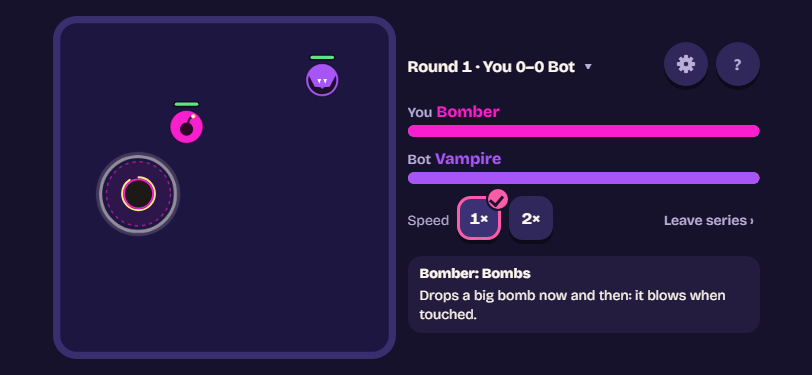 Round 1 · You 0–0 Bot
?
You Bomber
Bot Vampire
Speed 1× 2× Leave series ›
Bomber: Bombs
Drops a big bomb now and then: it blows when
touched.